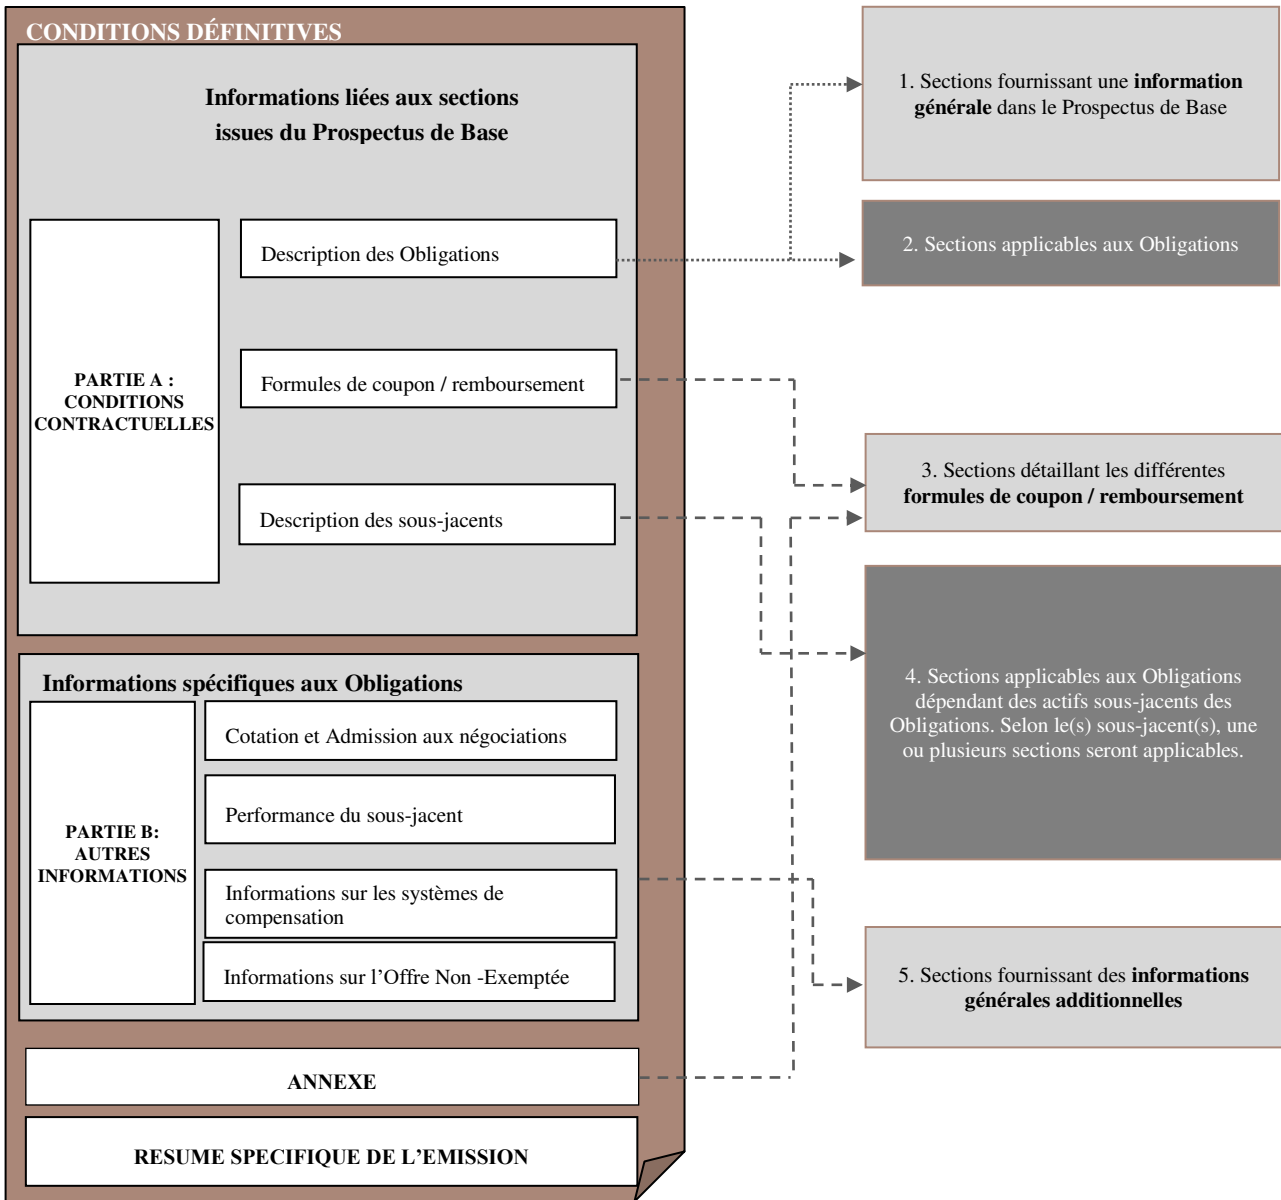 CONDITIONS DÉFINITIVES
Informations liées aux sections
issues du Prospectus de Base
PARTIE A :
CONDITIONS
CONTRACTUELLES
Description des Obligations
Formules de coupon / remboursement
Description des sous-jacents
Informations spécifiques aux Obligations
PARTIE B:
AUTRES
INFORMATIONS
Cotation et Admission aux négociations
Performance du sous-jacent
Informations sur les systèmes de
compensation
Informations sur l’Offre Non -Exemptée
ANNEXE
RESUME SPECIFIQUE DE L’EMISSION
1. Sections fournissant une information
générale dans le Prospectus de Base
2. Sections applicables aux Obligations
3. Sections détaillant les différentes
formules de coupon / remboursement
4. Sections applicables aux Obligations
dépendant des actifs sous-jacents des
Obligations. Selon le(s) sous-jacent(s), une
ou plusieurs sections seront applicables.
5. Sections fournissant des informations
générales additionnelles